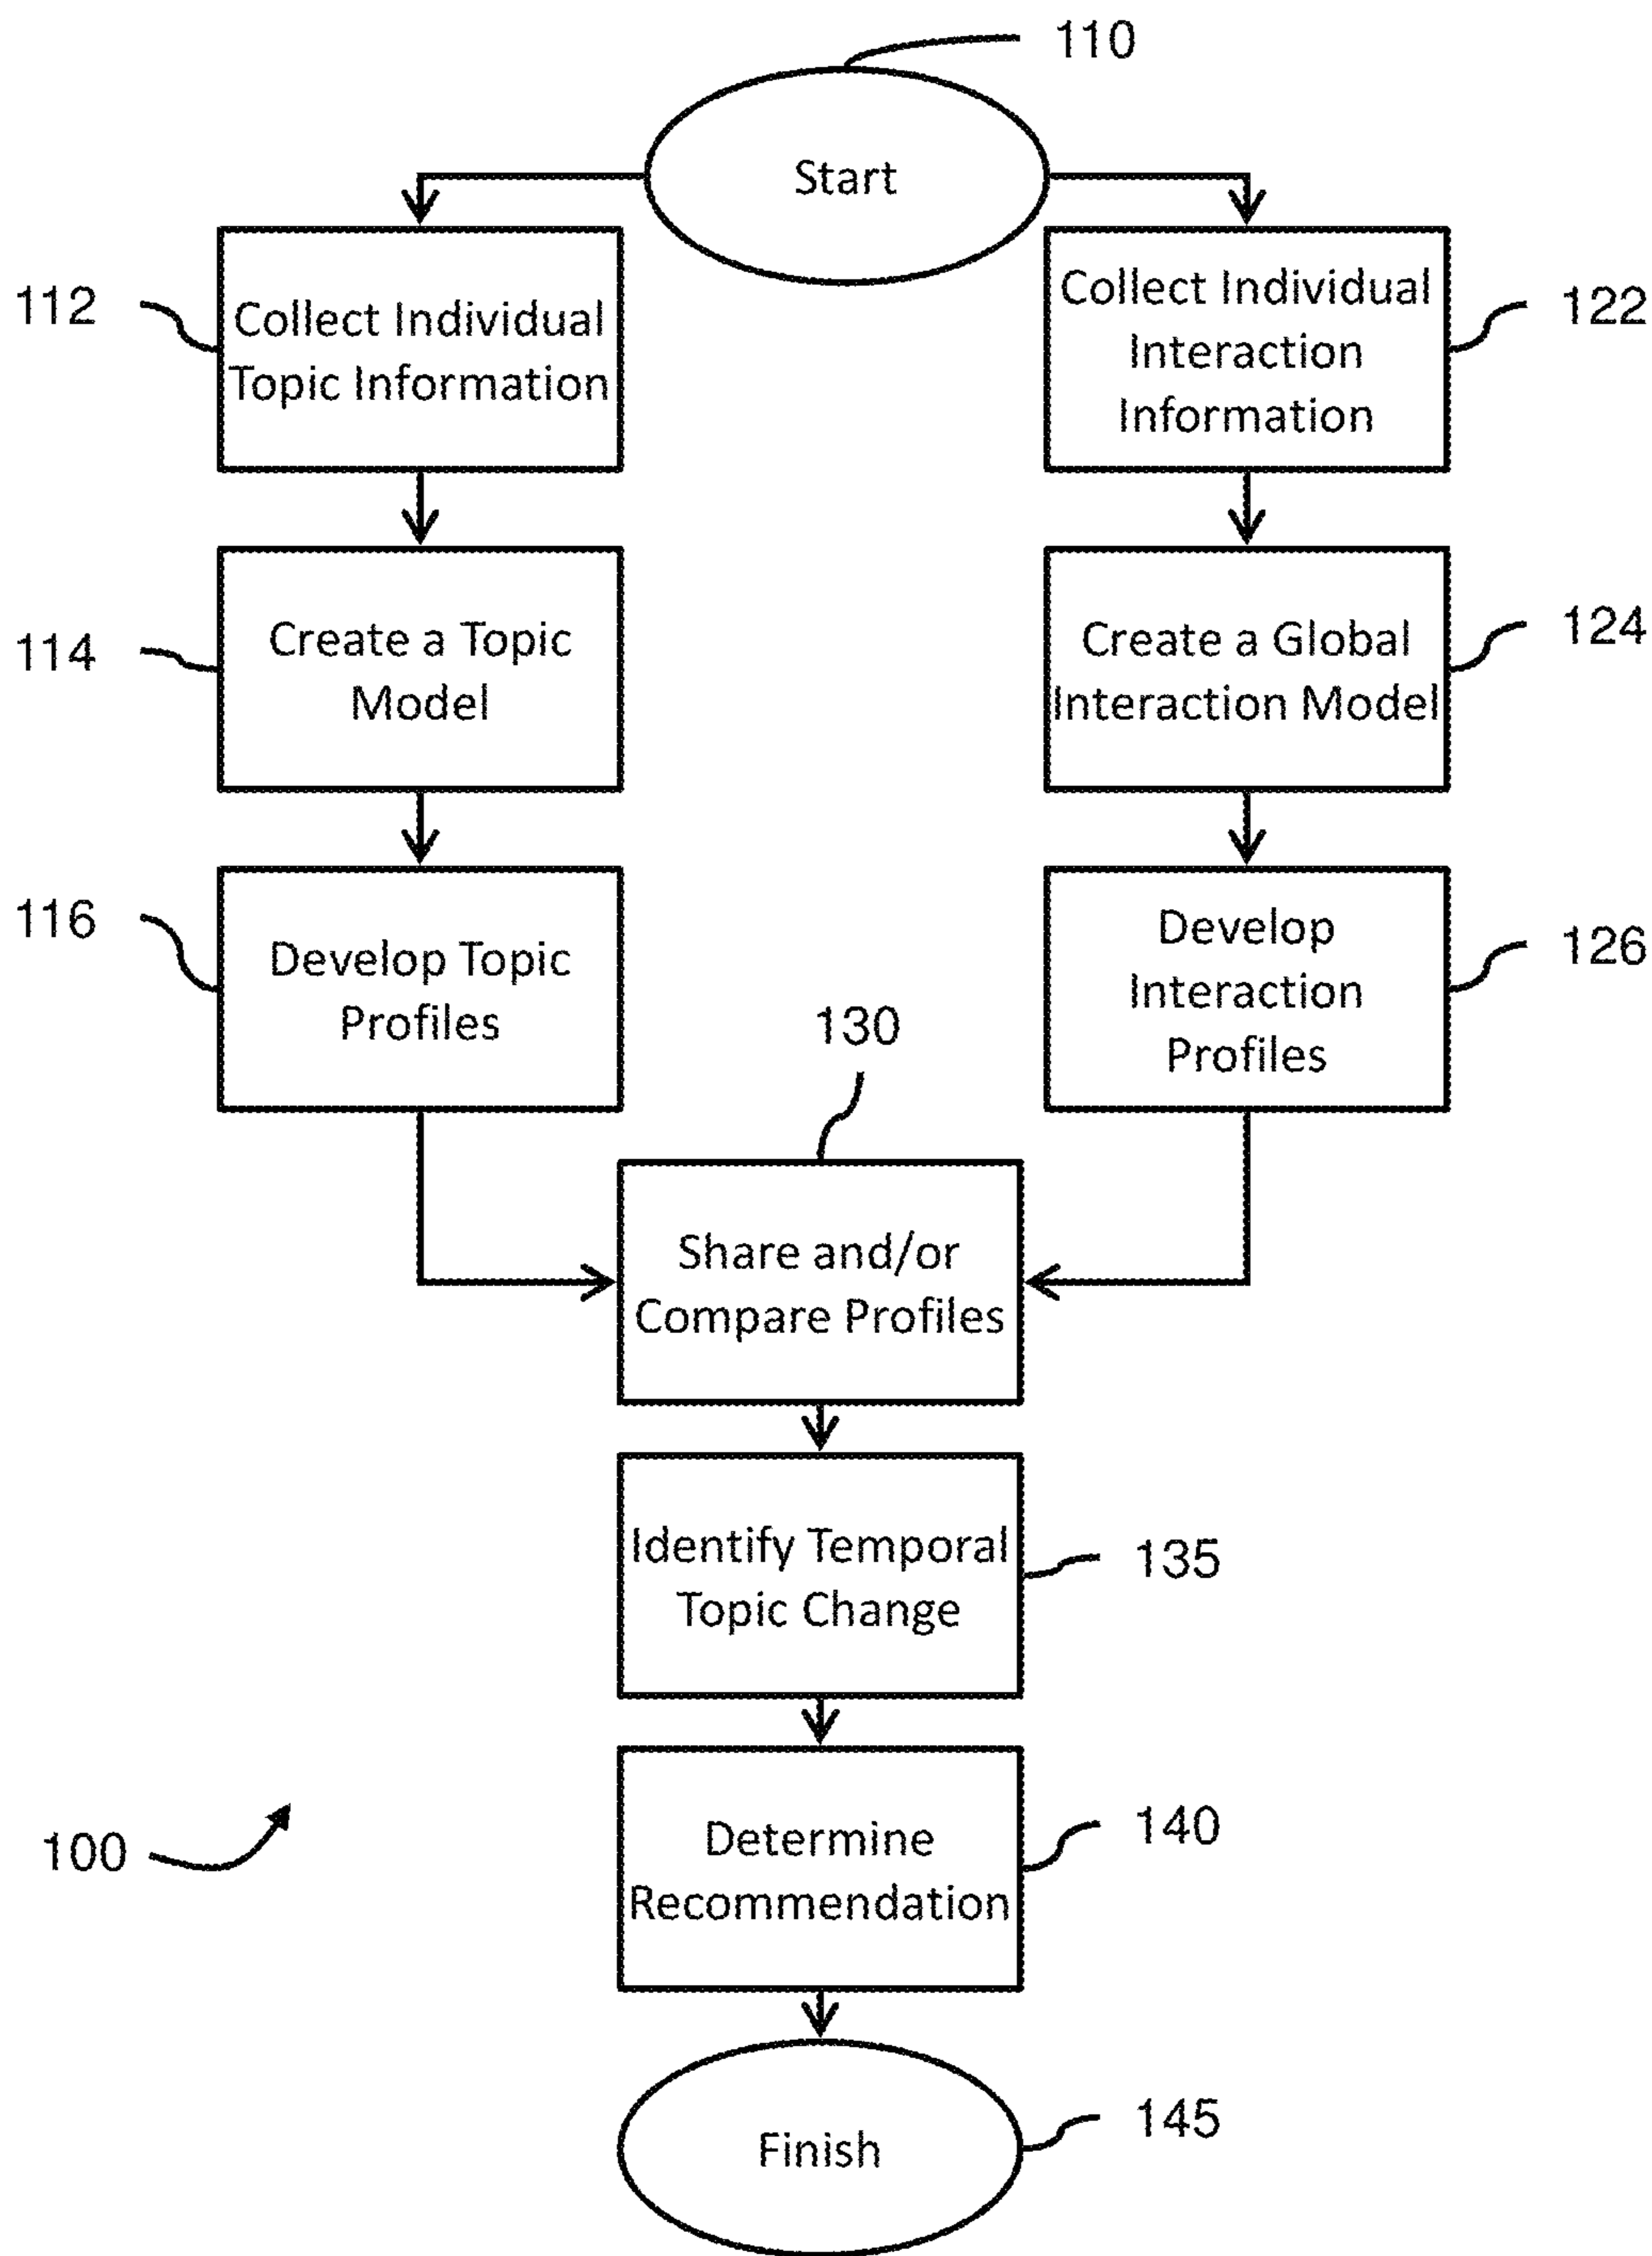 110
Start
112
Collect Individual
Topic Information
Collect Individual
Interaction
Information
122
114
Create a Topic
Model
Create a Global
Interaction Model
124
116
Develop Topic
Profiles
Develop
Interaction
Profiles
126
130
Share and/or
Compare Profiles
Identify Temporal
Topic Change
135
100
Determine
Recommendation
140
Finish
145